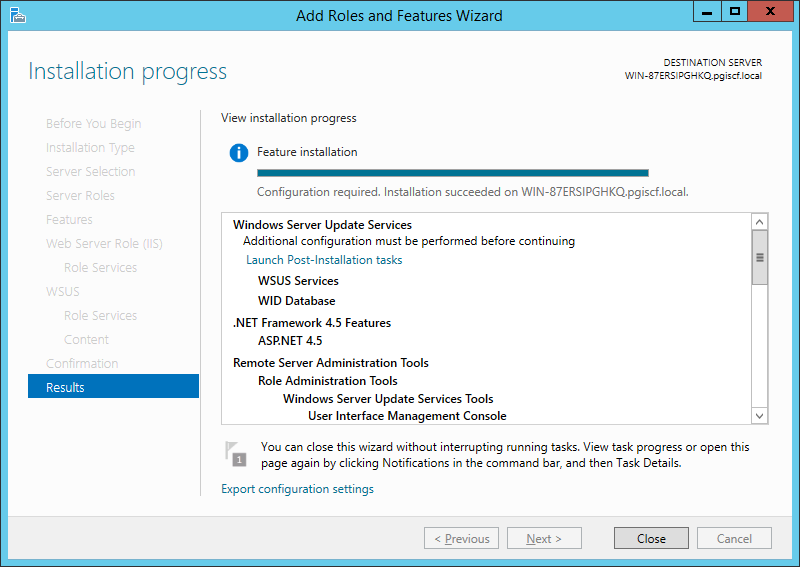 Add Roles and Features Wizard
Installation progress
DESTINATION SERVER
WIN-87ERSIPGHKQ.pgiscf.local
Before You Begin
Installation Type
Server Selection
Server Roles
Features
Web Server Role (IIS)
Role Services
WSUS
Role Services
Content
Confirmation
Results
View installation progress
Feature installation
Configuration required. Installation succeeded on WIN-87ERSIPGHKQ.pgiscf.local.
Windows Server Update Services
Additional configuration must be performed before continuing
Launch Post-Installation tasks
WSUS Services
WID Database
.NET Framework 4.5 Features
ASP.NET 4.5
Remote Server Administration Tools
Role Administration Tools
Windows Server Update Services Tools
User Interface Management Console
1
You can close this wizard without interrupting running tasks. View task progress or open this
page again by clicking Notifications in the command bar, and then Task Details.
Export configuration settings
< Previous
Next >
Close
Cancel